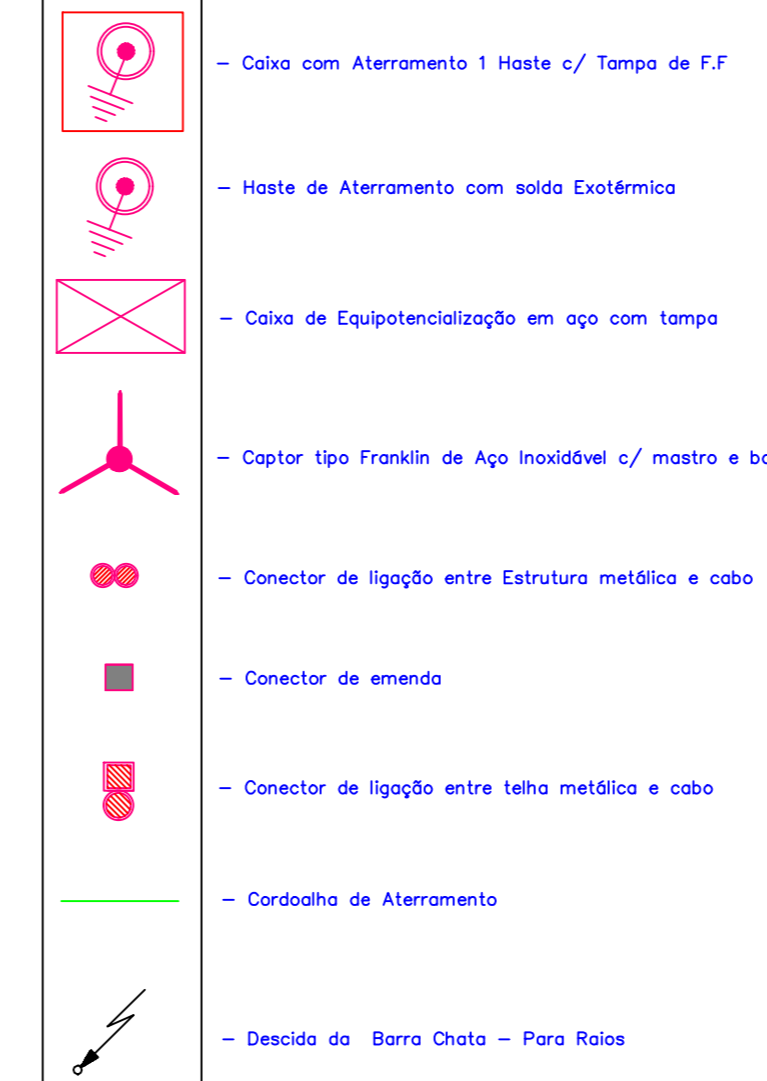 - Caixa com Aterramento 1 Haste c/ Tampa de F.F
- Haste de Aterramento com solda Exotérmica
- Caixa de Equipotencialização em aço com tampa
- Captor tipo Franklin de Aço Inoxidável c/ mastro e
- Conector de ligação entre Estrutura metálica e cabo
- Conector de emenda
- Conector de ligação entre telha metálica e cabo
- Cordoalha de Aterramento
- Descida da Barra Chata - Para Raios